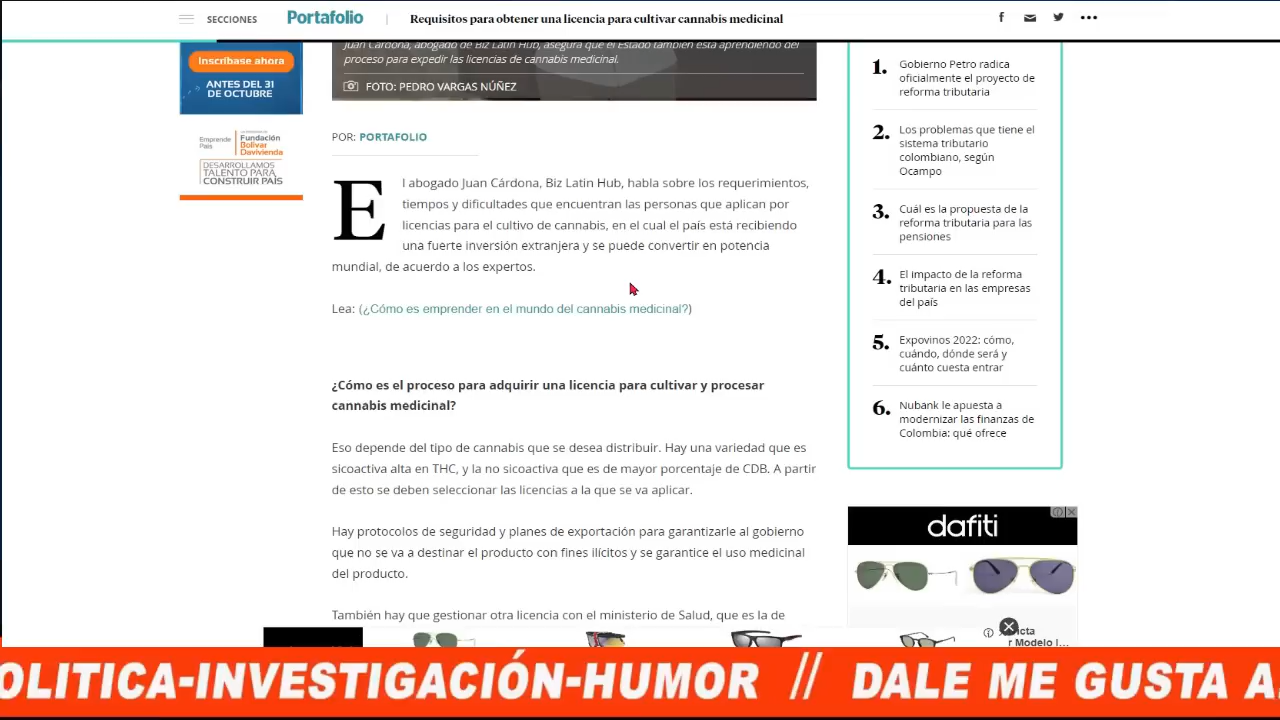 SECCIONES
Portafolio
Requisitos para obtener una licencia para cultivar cannabis medicinal
Inscríbase ahora
ANTES DEL 31
DE OCTUBRE
Emprende
País
Fundación
Bolívar
Davivienda
DESARROLLAMOS
TALENTO PARA
CONSTRUIR PAÍS
Juan Cardona, abogado de Biz Latin Hub, asegura que el Estado también está aprendiendo del
proceso para expedir las licencias de cannabis medicinal.
FOTO: PEDRO VARGAS NÚÑEZ
POR: PORTAFOLIO
El abogado Juan Cárdona, Biz Latin Hub, habla sobre los requerimientos,
tiempos y dificultades que encuentran las personas que aplican por
licencias para el cultivo de cannabis, en el cual el país está recibiendo
una fuerte inversión extranjera y se puede convertir en potencia
mundial, de acuerdo a los expertos.
Lea: (¿Cómo es emprender en el mundo del cannabis medicinal?)
¿Cómo es el proceso para adquirir una licencia para cultivar y procesar
cannabis medicinal?
Eso depende del tipo de cannabis que se desea distribuir. Hay una variedad que es
sicoactiva alta en THC, y la no sicoactiva que es de mayor porcentaje de CDB. A partir
de esto se deben seleccionar las licencias a la que se va aplicar.
Hay protocolos de seguridad y planes de exportación para garantizarle al gobierno
que no se va a destinar el producto con fines ilícitos y se garantice el uso medicinal
del producto.
También hay que gestionar otra licencia con el ministerio de Salud, que es la de
1. Gobierno Petro radica
oficialmente el proyecto de
reforma tributaria
2. Los problemas que tiene el
sistema tributario
colombiano, según
Ocampo
3. Cuál es la propuesta de la
reforma tributaria para las
pensiones
4. El impacto de la reforma
tributaria en las empresas
del país
5. Expovinos 2022: cómo,
cuándo, dónde será y
cuánto cuesta entrar
6. Nubank le apuesta a
modernizar las finanzas de
Colombia: qué ofrece
dafiti
Modelo
OLITICA-INVESTIGACIÓN-HUMOR // DALE ME GUSTA A